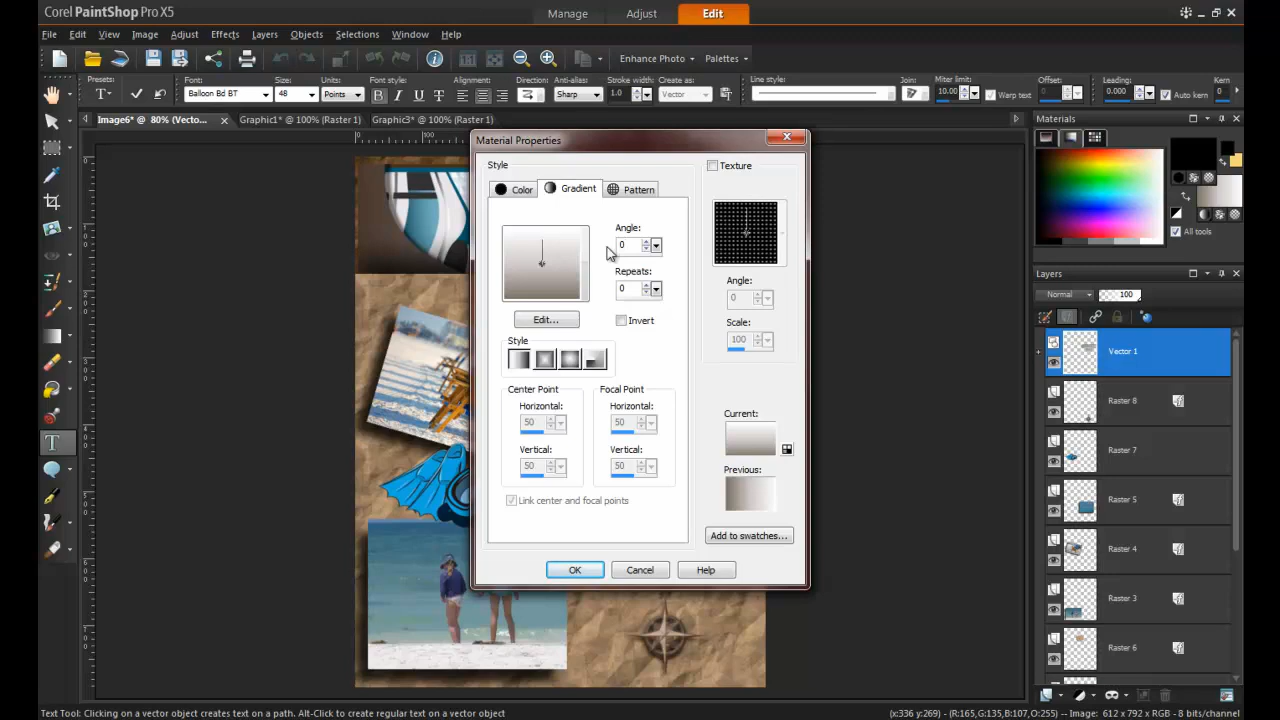 Corel PaintShop Pro X5
Manage
Adjust
Edit
File Edit View Image Adjust Effects Layers Objects Selections Window Help
Enhance Photo
Palettes
Presets:
Font:
Size:
Units:
Font style:
Alignment:
Direction:
Anti-alias:
Stroke width:
Create as:
Line style:
Join:
Miter limit:
Offset:
Leading:
Kern
Balloon Bd BT
48
Points
Sharp
1.0
Vector
10.00
Warp text
0
0.000
Auto kern
0
Image6* @ 80% (Vecto...
Graphic1* @ 100% (Raster 1)
Graphic3* @ 100% (Raster 1)
Material Properties
Style
Color
Gradient
Pattern
Angle:
0
Repeats:
0
Edit...
Invert
Style
Center Point
Focal Point
Horizontal:
50
Vertical:
50
Horizontal:
50
Vertical:
50
Link center and focal points
Texture
Angle:
0
Scale:
100
Current:
Previous:
Add to swatches...
OK
Cancel
Help
Materials
All tools
Layers
Normal
100
Vector 1
Raster 8
Raster 7
Raster 5
Raster 4
Raster 3
Raster 6
Text Tool: Clicking on a vector object creates text on a path. Alt-Click to create regular text on a vector object
(x:336 y:269) -- (R:165,G:135,B:107,O:255) -- Image: 612 x 792 x RGB - 8 bits/channel